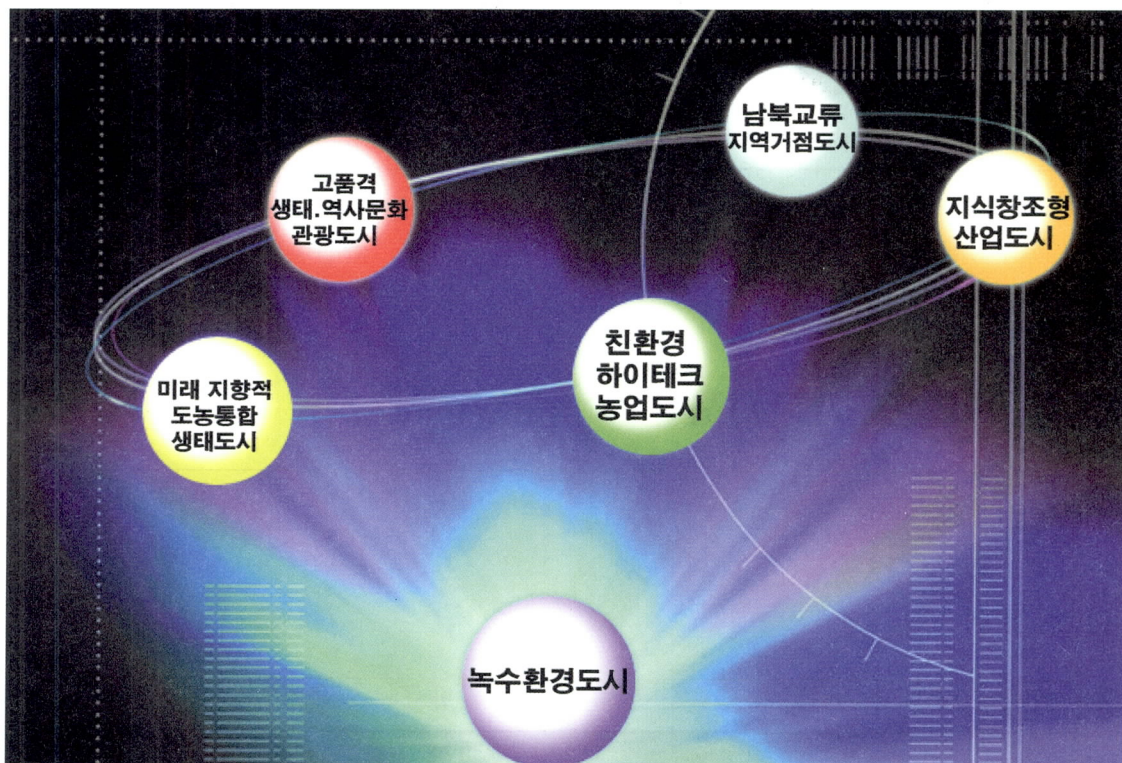 남북교류
지역거점도시
고품격
생태.역사문화
관광도시
지식창조형
산업도시
친환경
하이테크
농업도시
미래 지향적
도농통합
생태도시
녹수환경도시